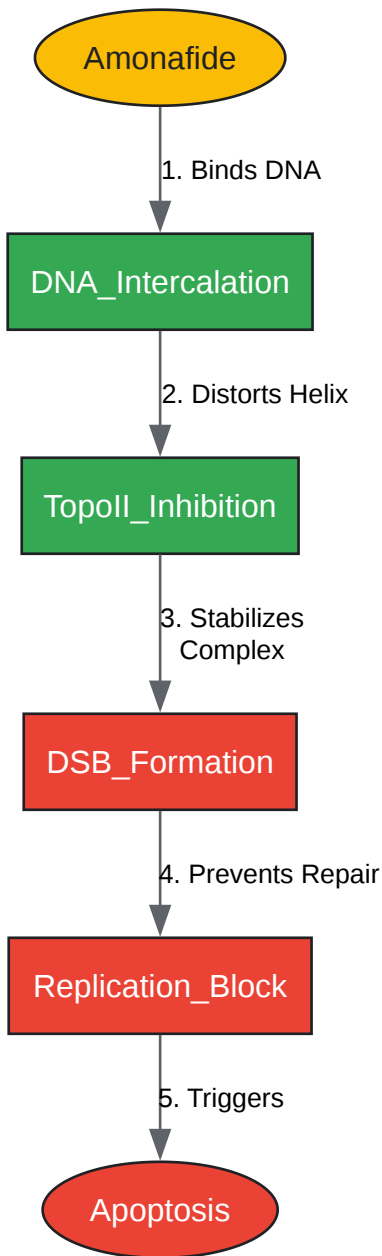 Amonafide
1. Binds DNA
DNA_Intercalation
2. Distorts Helix
TopoII_Inhibition
3. Stabilizes
Complex
DSB_Formation
4. Prevents Repair
Replication_Block
5. Triggers
Apoptosis